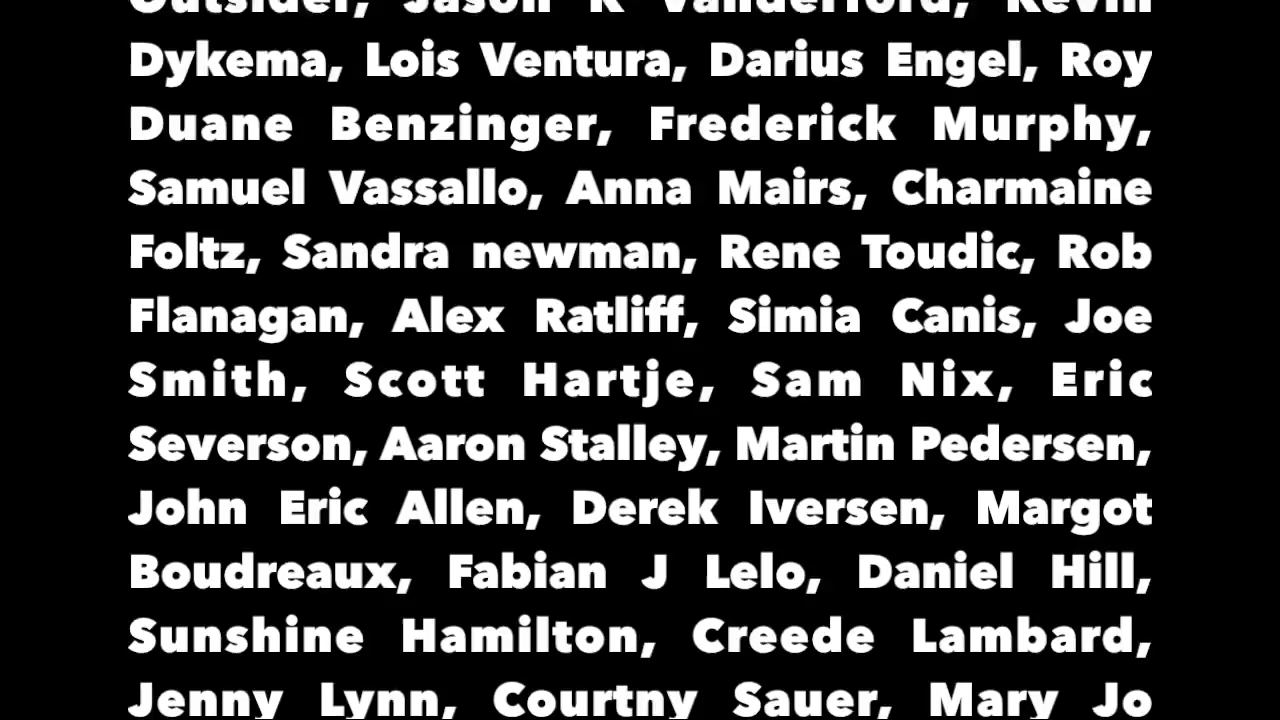 Outsider, Jason R Vanderford, Kevin
Dykema, Lois Ventura, Darius Engel, Roy
Duane Benzinger, Frederick Murphy,
Samuel Vassallo, Anna Mairs, Charmaine
Foltz, Sandra newman, Rene Toudic, Rob
Flanagan, Alex Ratliff, Simia Canis, Joe
Smith, Scott Hartje, Sam Nix, Eric
Severson, Aaron Stalley, Martin Pedersen,
John Eric Allen, Derek Iversen, Margot
Boudreaux, Fabian J Lelo, Daniel Hill,
Sunshine Hamilton, Creede Lambard,
Jenny Lynn, Courtny Sauer, Mary Jo